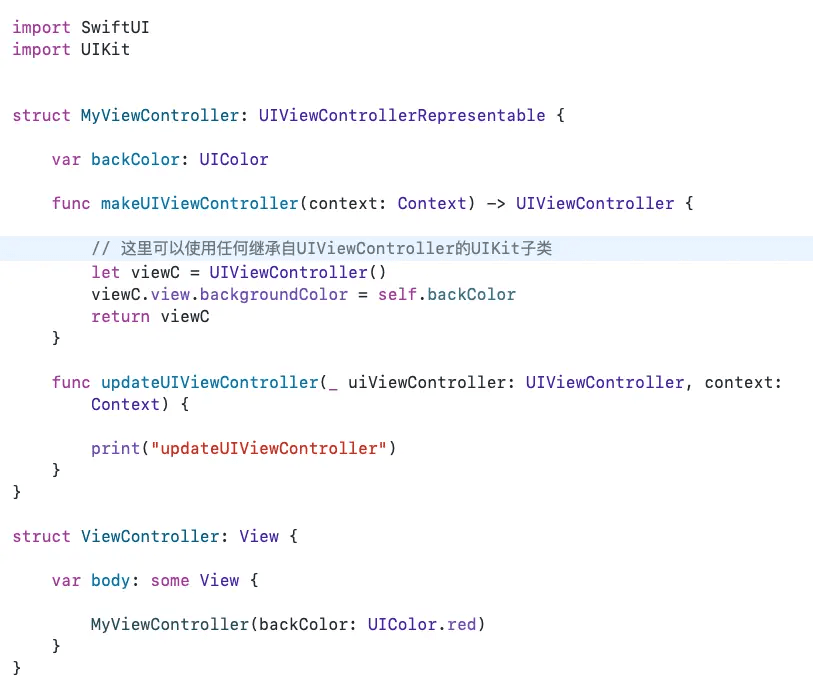 import SwiftUI
import UIKit
struct MyViewController: UIViewControllerRepresentable {
var backColor: UIColor
func makeUIViewController(context: Context) -> UIViewController {
// 这里可以使用任何继承自UIViewController的UIKit子类
let viewC = UIViewController()
viewC.view.backgroundColor = self.backColor
return viewC
}
func updateUIViewController(_ uiViewController: UIViewController, context:
Context) {
print("updateUIViewController")
}
}
struct ViewController: View {
var body: some View {
MyViewController(backColor: UIColor.red)
}
}